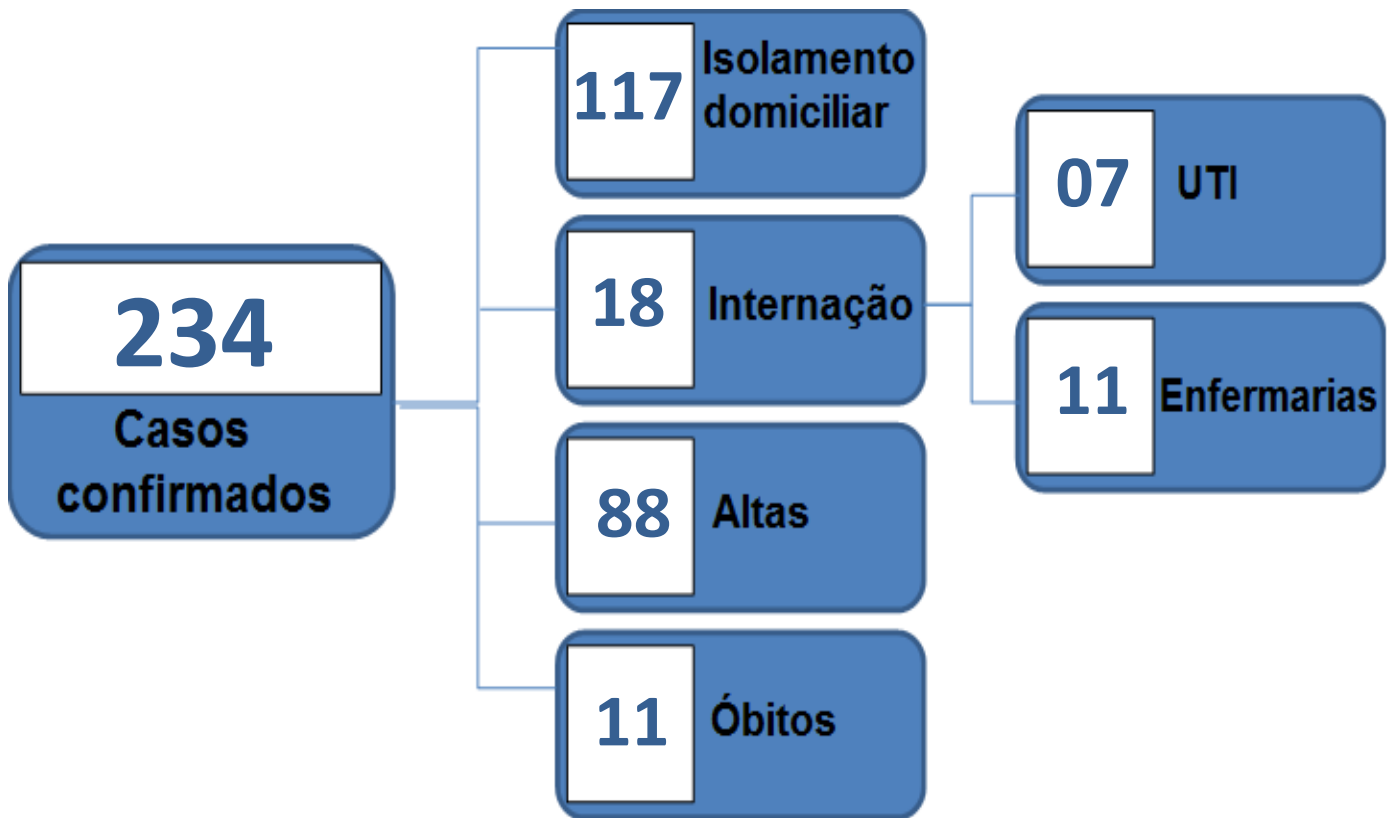 234
Casos
confirmados
117
Isolamento
domiciliar
18
Internação
07
UTI
11
Enfermarias
88
Altas
11
Óbitos